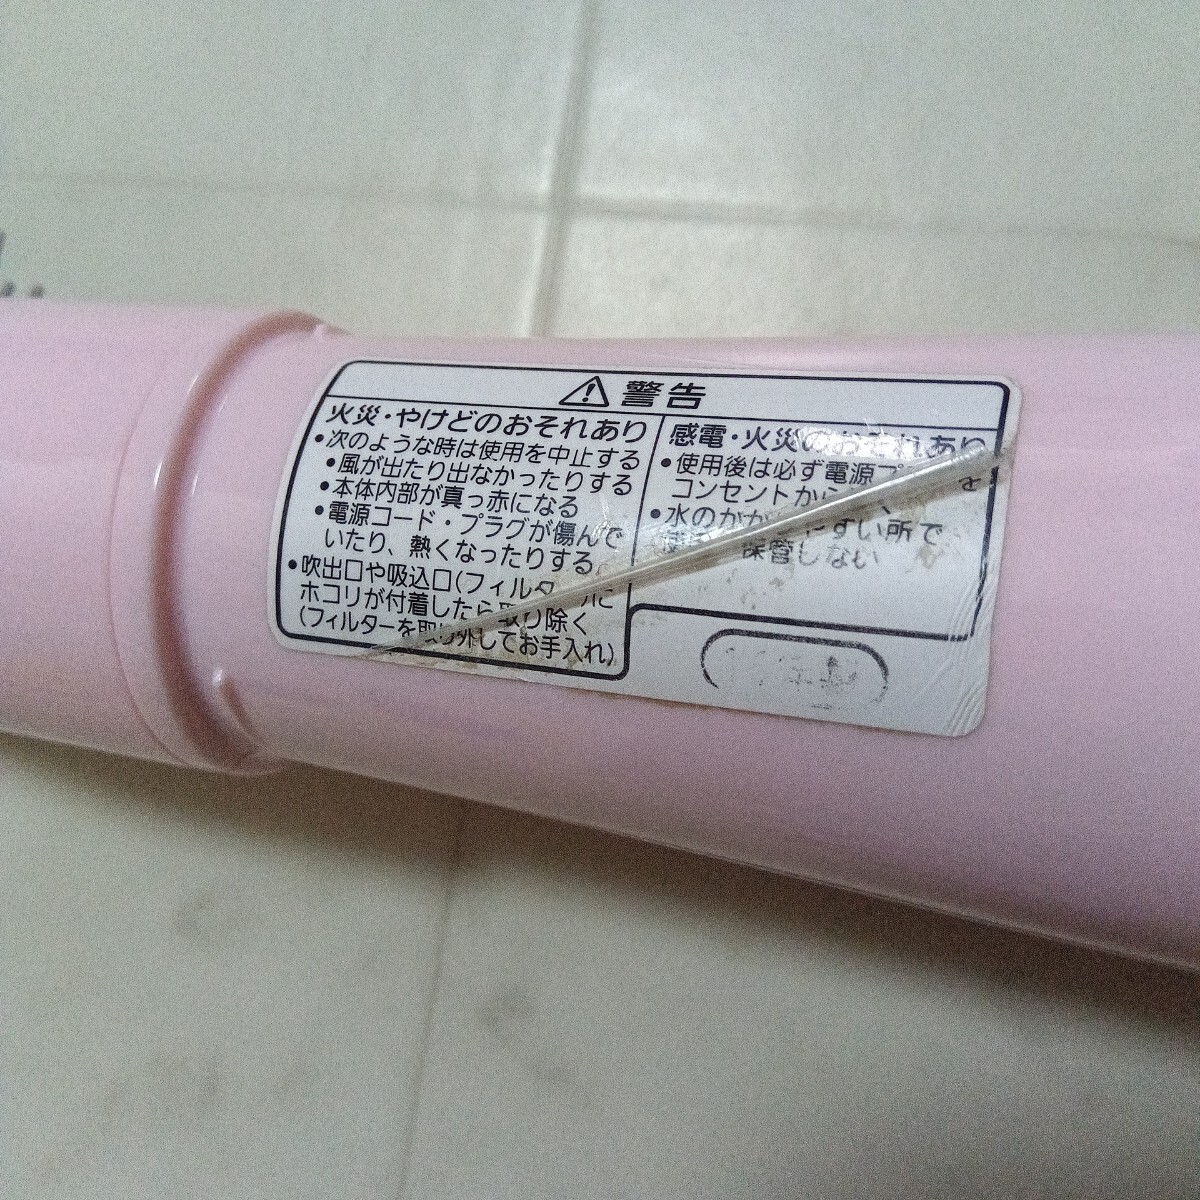 警告
火災・やけどのおそれあり
•次のような時は使用を中止する
•風が出たり出なかったりする
•本体内部が真っ赤になる
•電源コード・プラグが傷んで
いたり、熱くなったりする
•吹出口や吸込口(フィルター
ホコリが付着したら取り除く
(フィルターを取り外してお手入れ)
感電・火災のおそれあり
•使用後は必ず電源プ
コンセントから
•水のかか すい所で
保管しない